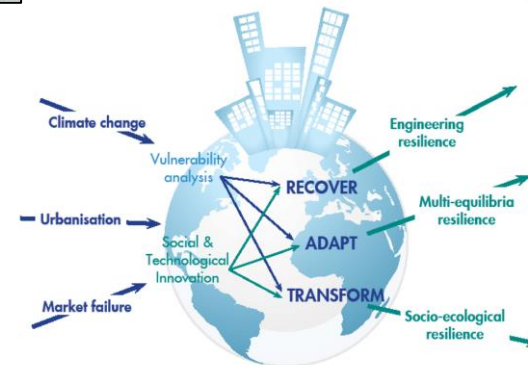 Climate change
Urbanisation
Market failure
Vulnerability
analysis
Social &
Technological
Innovation
RECOVER
ADAPT
TRANSFORM
Engineering
resilience
Multi-equilibria
resilience
Socio-ecological
resilience